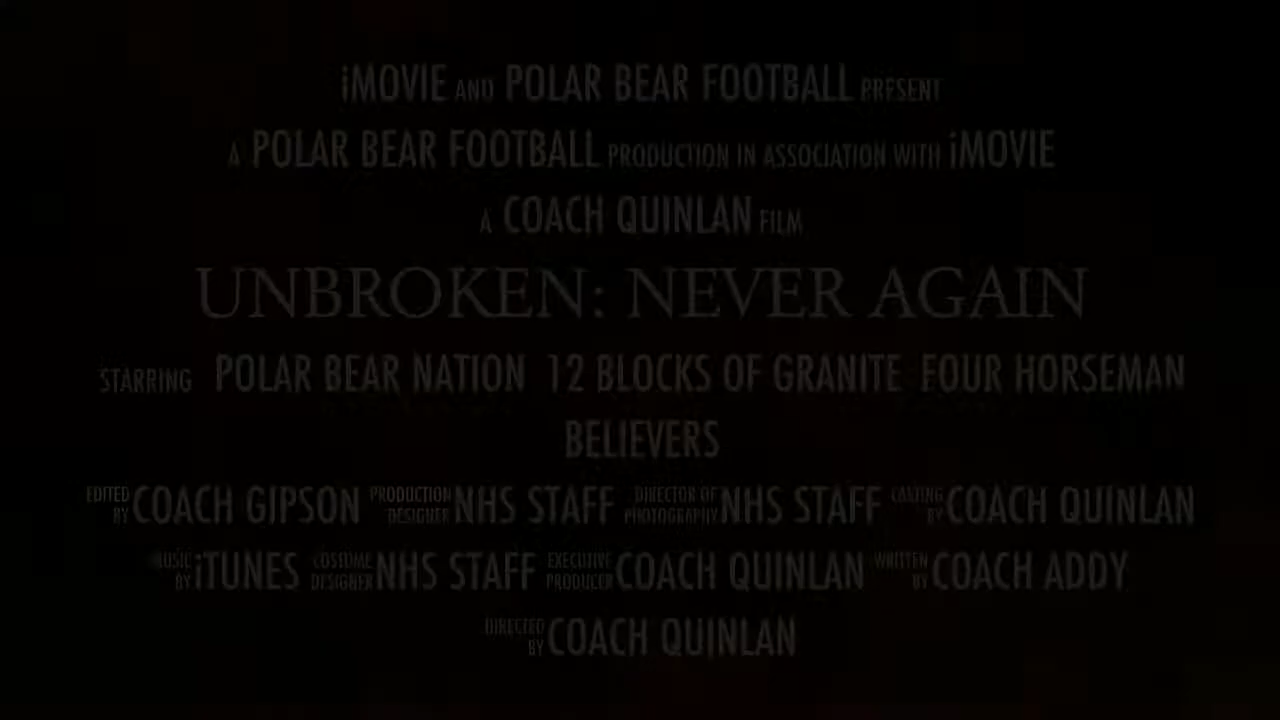 iMOVIE AND POLAR BEAR FOOTBALL PRESENT
A POLAR BEAR FOOTBALL PRODUCTION IN ASSOCIATION WITH iMOVIE
A COACH QUINLAN FILM
UNBROKEN: NEVER AGAIN
STARRING POLAR BEAR NATION 12 BLOCKS OF GRANITE FOUR HORSEMAN
BELIEVERS
EDITED BY COACH GIPSON PRODUCTION DESIGNER NHS STAFF DIRECTOR OF PHOTOGRAPHY NHS STAFF CASTING BY COACH QUINLAN
MUSIC BY iTUNES COSTUME DESIGNER NHS STAFF EXECUTIVE PRODUCER COACH QUINLAN WRITTEN BY COACH ADDY
DIRECTED BY COACH QUINLAN